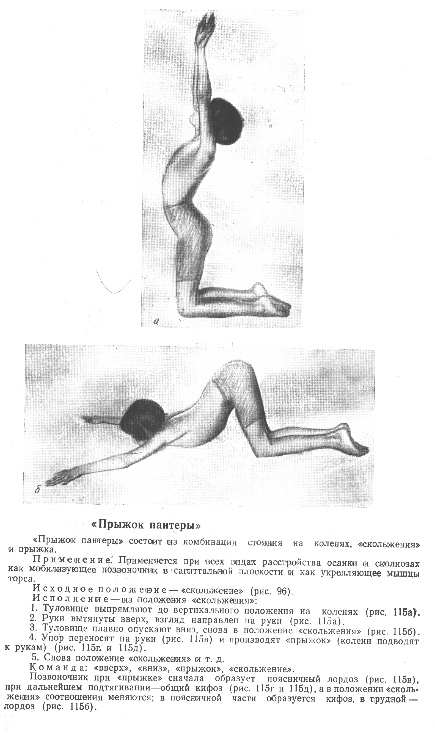 а
б
«Прыжок пантеры»
«Прыжок пантеры» состоит из комбинации стояния на коленях, «скольжения»
и прыжка.
Применение: Применяется при всех видах расстройства осанки и сколиозах
как мобилизующее позвоночник в сагиттальной плоскости и как укрепляющее мышцы
торса.
Исходное положение — «скольжение» (рис. 96).
Исполнение — из положения «скольжения»:
1. Туловище выпрямляют до вертикального положения на коленях (рис. 115а).
2. Руки вытянуты вверх, взгляд направлен на руки (рис. 115а).
3. Туловище плавно опускают вниз, снова в положение «скольжения» (рис. 115б).
4. Упор переносят на руки (рис. 115в) и производят «прыжок» (колени подводят
к рукам) (рис. 115г и 115д).
5. Снова положение «скольжения» и т. д.
Команда: «вверх», «вниз», «прыжок», «скольжение».
Позвоночник при «прыжке» сначала образует поясничный лордоз (рис. 115в),
при дальнейшем подтягивании — общий кифоз (рис. 115г и 115д), а в положении «сколь-
жения» соотношения меняются; в поясничной части образуется кифоз, в грудной —
лордоз (рис. 115б).